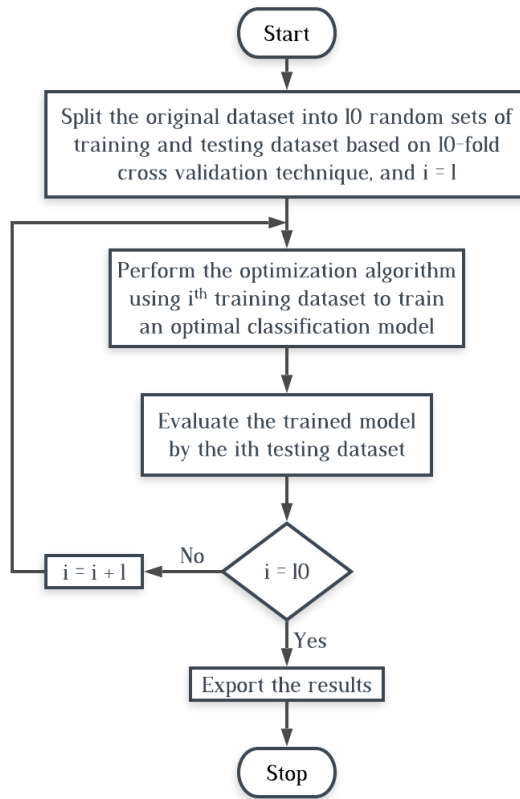 Start
Split the original dataset into 10 random sets of
training and testing dataset based on 10-fold
cross validation technique, and i = 1
Perform the optimization algorithm
using iᵗʰ training dataset to train
an optimal classification model
Evaluate the trained model
by the ith testing dataset
i = 10
No
i = i + 1
Yes
Export the results
Stop